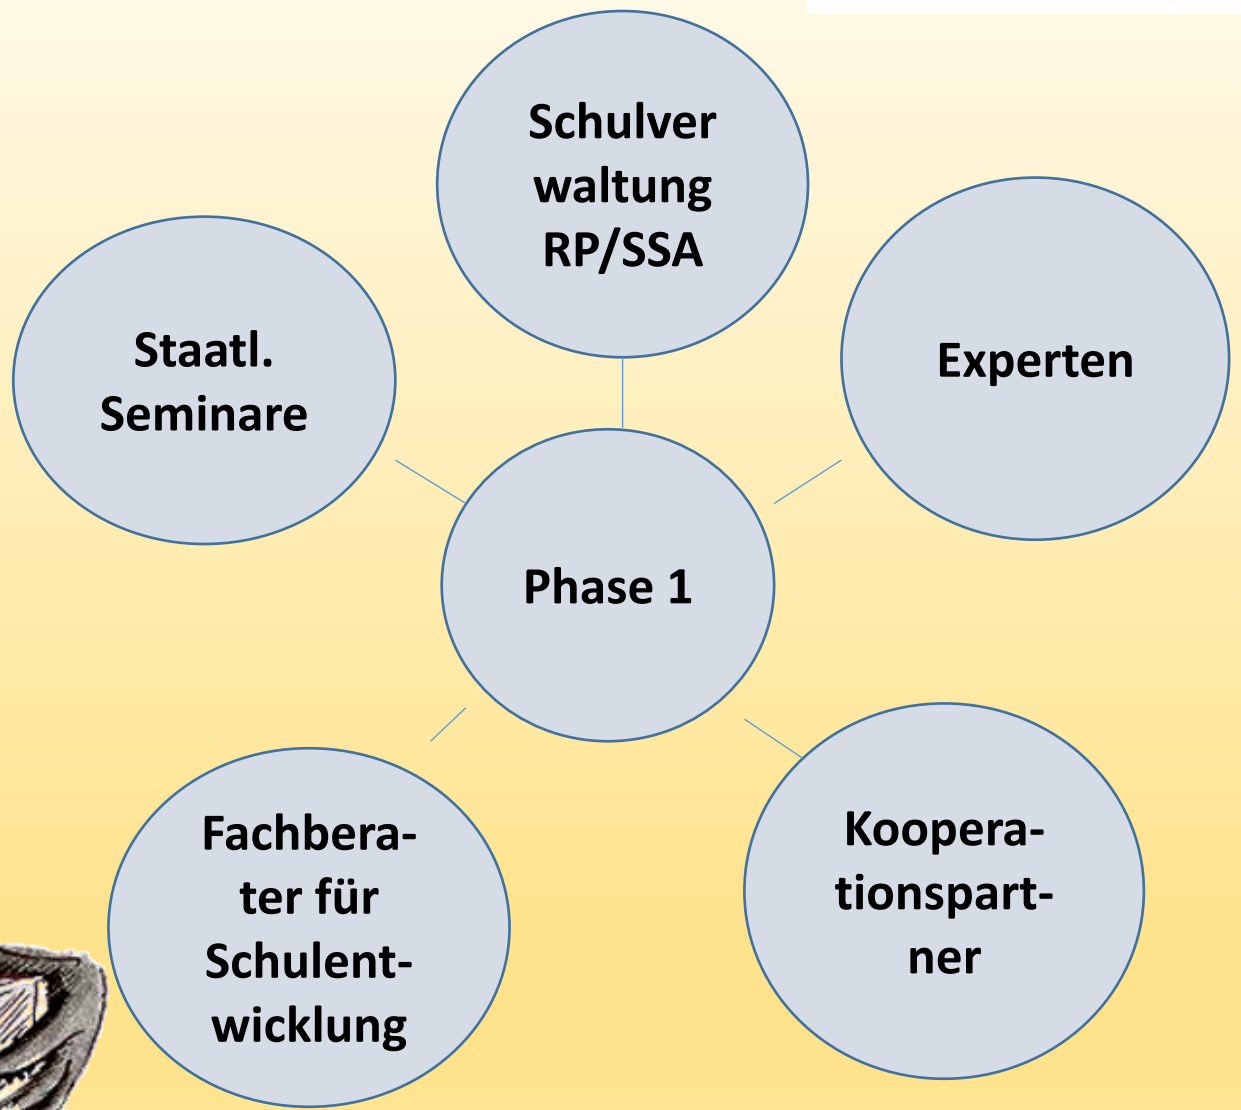 Schulver
waltung
RP/SSA
Staatl.
Seminare
Experten
Phase 1
Fachbera-
ter für
Schulent-
wicklung
Koopera-
tionspart-
ner